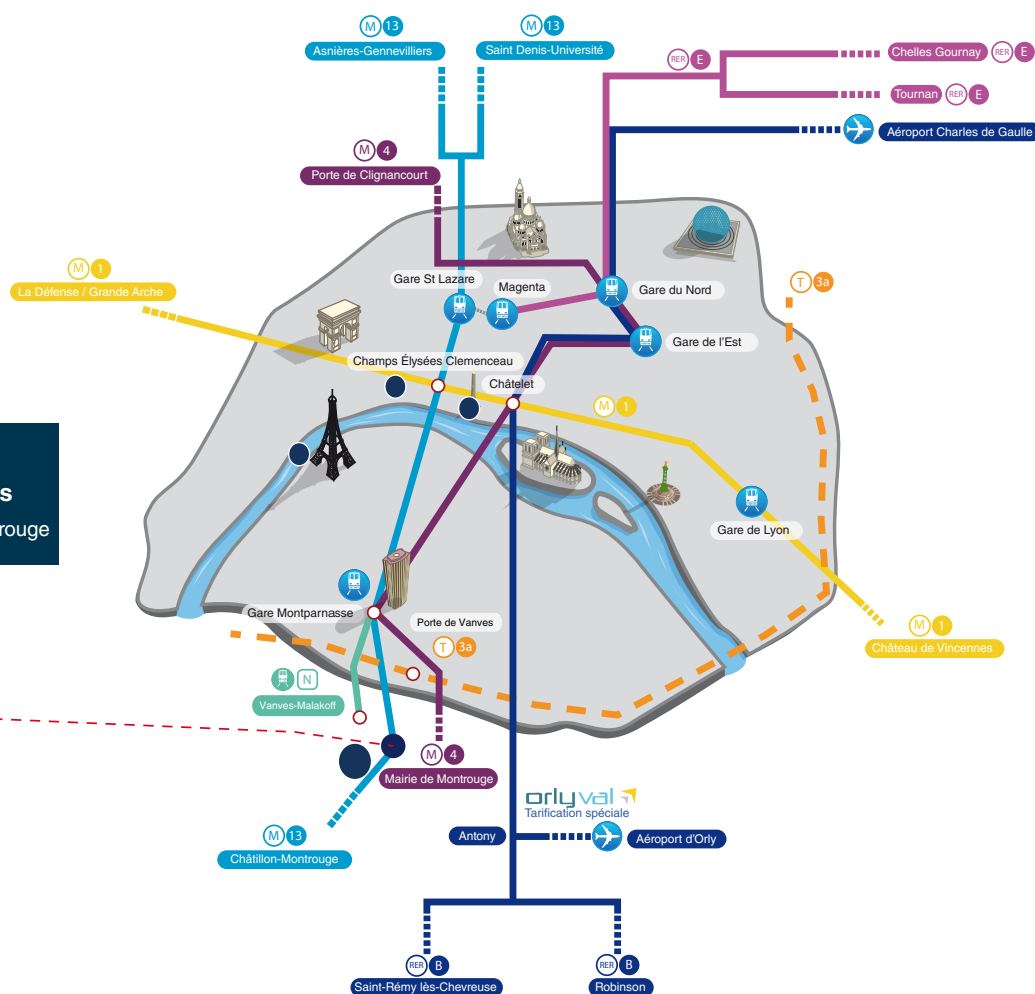 M 13
M 13
Asnières-Gennevilliers
Saint Denis-Université
RER E
Chelles Gournay RER E
Tournan RER E
Aéroport Charles de Gaulle
M 4
Porte de Clignancourt
M 1
La Défense / Grande Arche
Gare St Lazare
Magenta
Gare du Nord
T 3a
Gare de l'Est
Champs Élysées Clemenceau
Châtelet
M 1
s
rouge
Gare de Lyon
Gare Montparnasse
Porte de Vanves
T 3a
M 1
Château de Vincennes
N
Vanves-Malakoff
M 4
Mairie de Montrouge
orlyval
Tarification spéciale
M 13
Châtillon-Montrouge
Antony
Aéroport d'Orly
RER B
RER B
Saint-Rémy lès-Chevreuse
Robinson